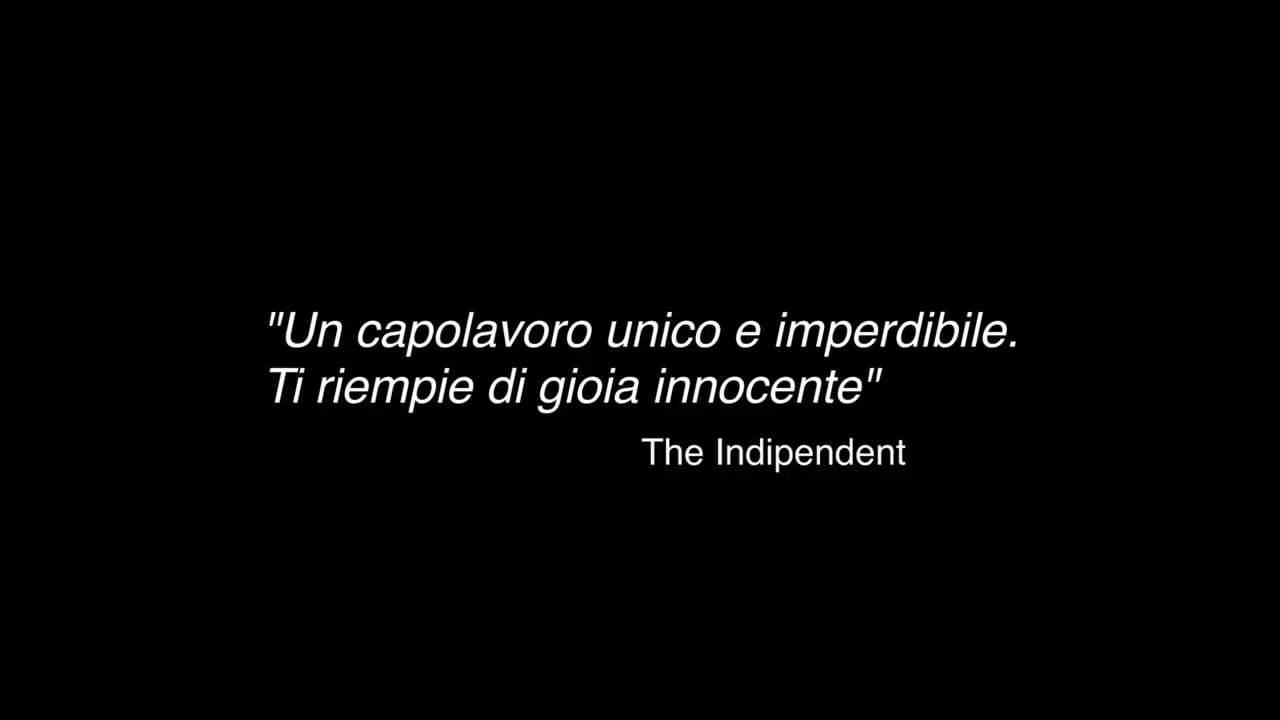 "Un capolavoro unico e imperdibile.
Ti riempie di gioia innocente"
The Indipendent